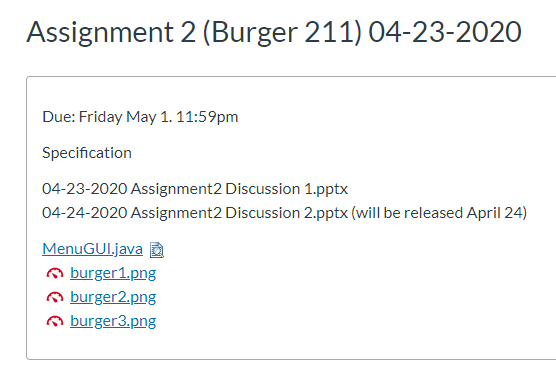 Assignment 2 (Burger 211) 04-23-2020
Due: Friday May 1. 11:59pm
Specification
04-23-2020 Assignment2 Discussion 1.pptx
04-24-2020 Assignment2 Discussion 2.pptx (will be released April 24)
MenuGUI.java
burger1.png
burger2.png
burger3.png